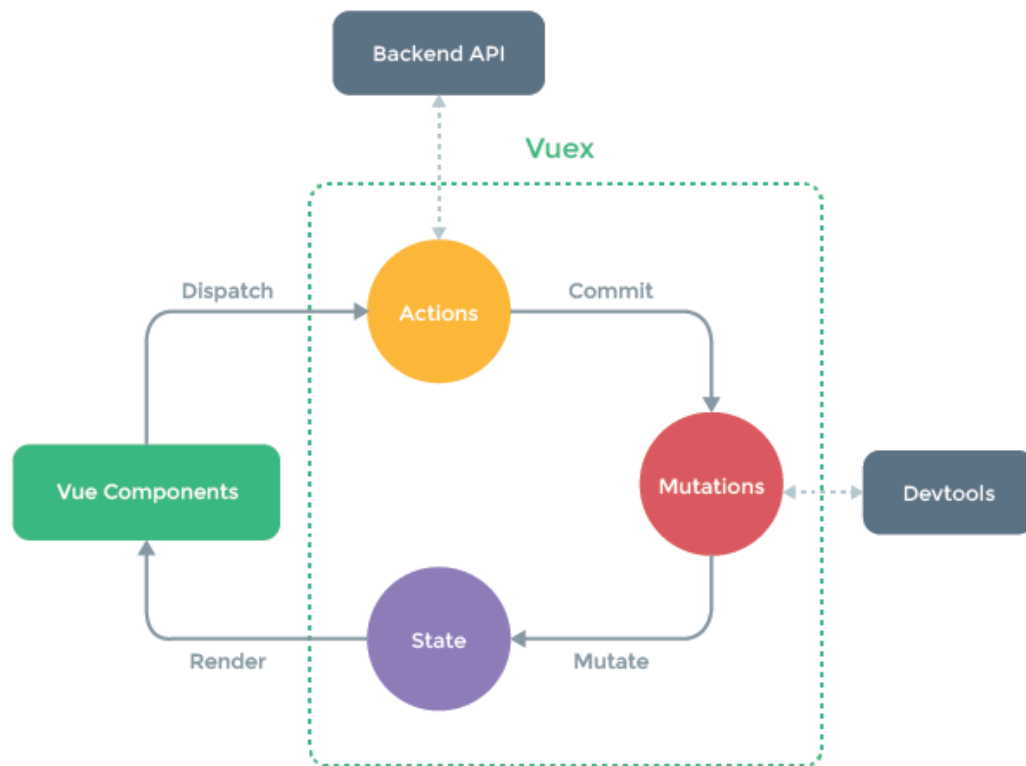 Backend API
Vuex
Dispatch
Commit
Actions
Vue Components
Mutations
Devtools
State
Render
Mutate